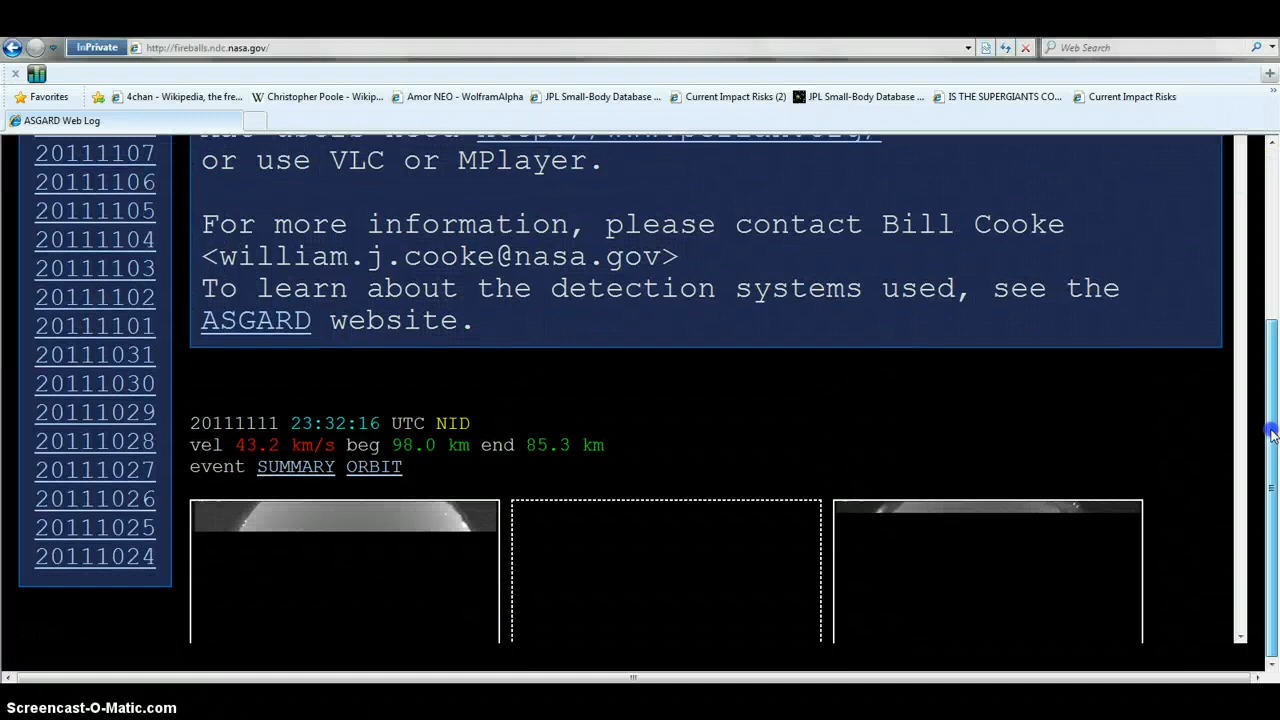 InPrivate
http://fireballs.ndc.nasa.gov/
Web Search
Favorites
4chan - Wikipedia, the fre...
Christopher Poole - Wikip...
Amor NEO - WolframAlpha
JPL Small-Body Database ...
Current Impact Risks (2)
JPL Small-Body Database ...
IS THE SUPERGIANTS CO...
Current Impact Risks
ASGARD Web Log
20111107
20111106
20111105
20111104
20111103
20111102
20111101
20111031
20111030
20111029
20111028
20111027
20111026
20111025
20111024
or use VLC or MPlayer.
For more information, please contact Bill Cooke
<william.j.cooke@nasa.gov>
To learn about the detection systems used, see the
ASGARD website.
20111111 23:32:16 UTC NID
vel 43.2 km/s beg 98.0 km end 85.3 km
event SUMMARY ORBIT
Screencast-O-Matic.com